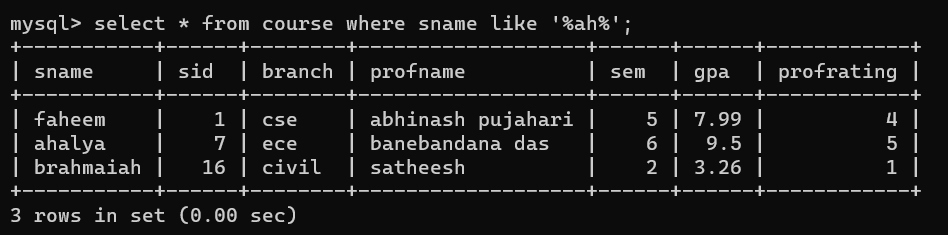 mysql> select * from course where sname like '%ah%';
+-----------+------+--------+-------------------+------+------+------------+
| sname     | sid  | branch | profname          | sem  | gpa  | profrating |
+-----------+------+--------+-------------------+------+------+------------+
| faheem    |    1 | cse    | abhinash pujahari |    5 | 7.99 |          4 |
| ahalya    |    7 | ece    | banebandana das   |    6 |  9.5 |          5 |
| brahmaiah |   16 | civil  | satheesh          |    2 | 3.26 |          1 |
+-----------+------+--------+-------------------+------+------+------------+
3 rows in set (0.00 sec)